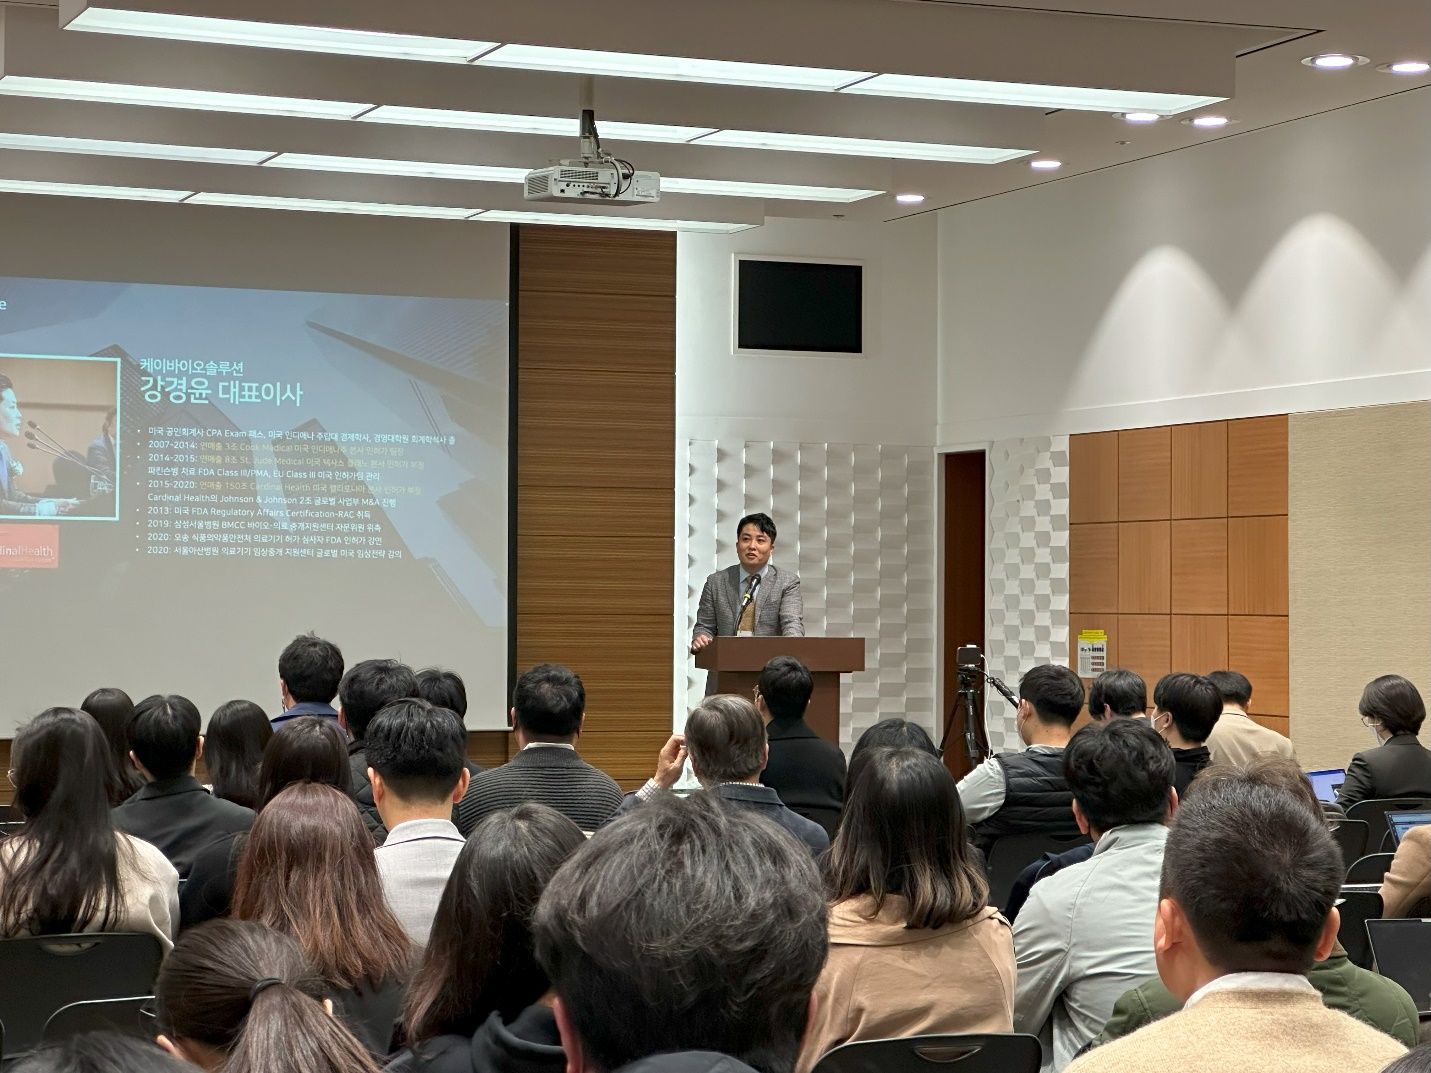 e
케이바이오솔루션
강경윤 대표이사
• 미국 공인회계사 CPA Exam 패스, 미국 인디애나 주립대 경제학사, 경영대학원 회계학석사 졸
• 2007-2014: 연매출 3조 Cook Medical 미국 인디애나주 본사 인허가 팀장
• 2014-2015: 연매출 8조 St. Jude Medical 미국 텍사스 본사 인허가
파킨슨병 치료 FDA Class III/PMA, EU Class III 미국 인허가팀 관리
• 2015-2020: 연매출 150조 Cardinal Health 미국 캘리포니아 본사 인허가
Cardinal Health의 Johnson & Johnson 2조 글로벌 사업부 M&A 진행
• 2013: 미국 FDA Regulatory Affairs Certification-RAC 취득
• 2019: 삼성서울병원 BMCC 바이오-의료 중개지원센터 자문위원 위촉
• 2020: 오송 식품의약품안전처 의료기기 허가 심사자 FDA 인허가 강연
• 2020: 서울아산병원 의료기기 임상중개 지원센터 글로벌 미국 임상전략 강의
dinalHealth